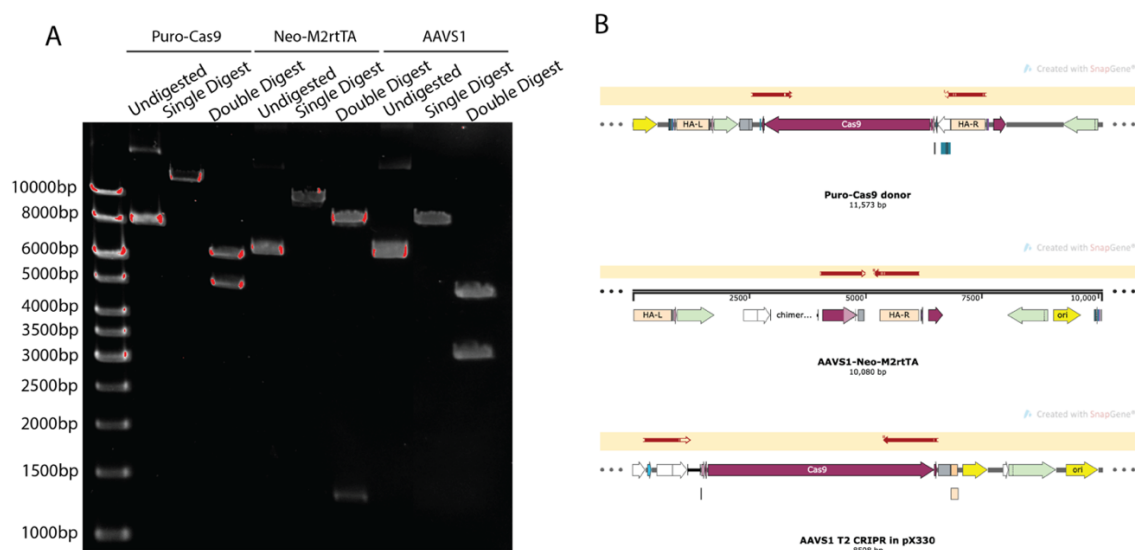 A
Puro-Cas9 Neo-M2rtTA AAVS1
Undigested
Single Digest
Double Digest
Undigested
Single Digest
Double Digest
Undigested
Single Digest
Double Digest
10000bp
8000bp
6000bp
5000bp
4000bp
3500bp
3000bp
2500bp
2000bp
1500bp
1000bp
B
Created with SnapGene®
HA-L Cas9 HA-R
Puro-Cas9 donor
11,573 bp
Created with SnapGene®
2500 5000 7500 10,000
HA-L chimer... HA-R ori
AAVS1-Neo-M2rtTA
10,080 bp
Created with SnapGene®
Cas9 ori
AAVS1 T2 CRIPR in pX330